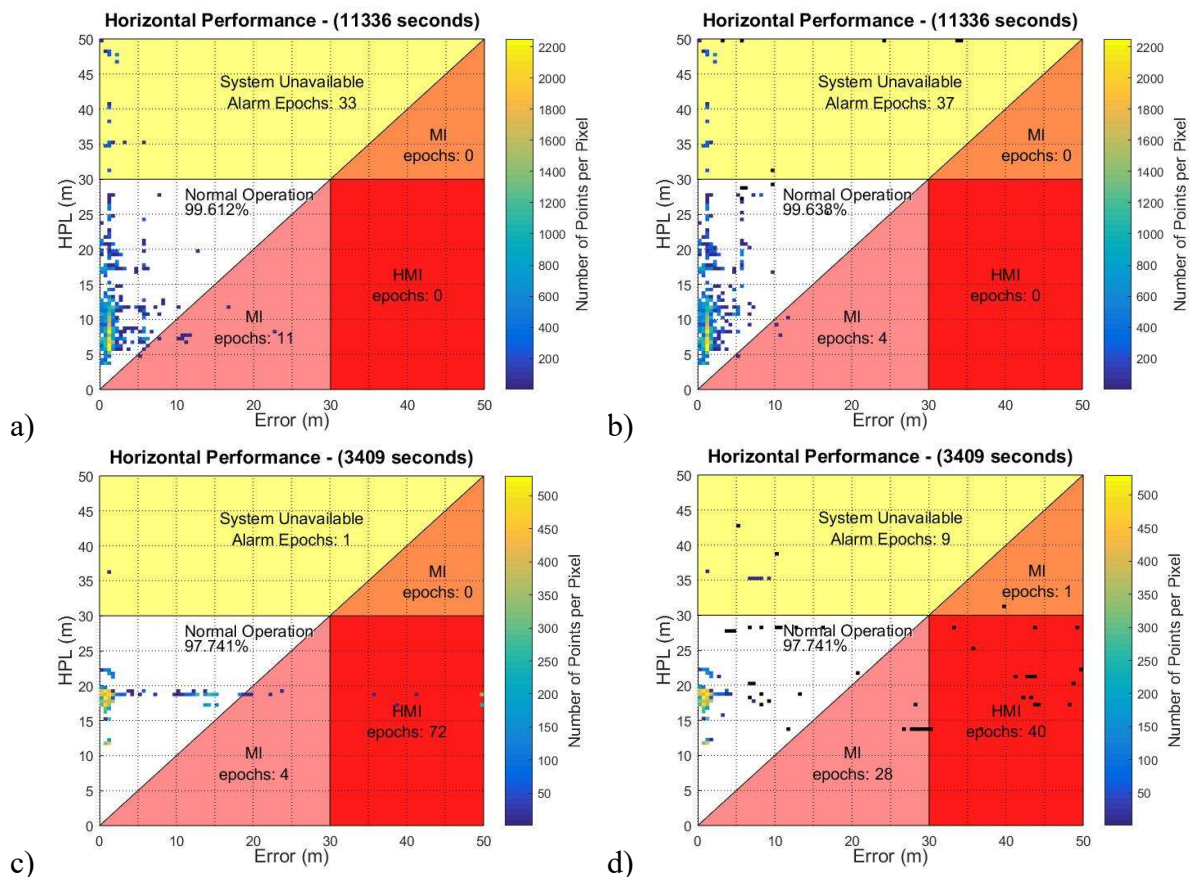 Horizontal Performance - (11336 seconds)
50
45
40
35
30
25
20
15
10
5
0
HPL (m)
System Unavailable
Alarm Epochs: 33
MI
epochs: 0
Normal Operation
99.612%
HMI
epochs: 0
MI
epochs: 11
0 10 20 30 40 50
Error (m)
2200
2000
1800
1600
1400
1200
1000
800
600
400
200
Number of Points per Pixel
a)
Horizontal Performance - (11336 seconds)
50
45
40
35
30
25
20
15
10
5
0
HPL (m)
System Unavailable
Alarm Epochs: 37
MI
epochs: 0
Normal Operation
99.638%
HMI
epochs: 0
MI
epochs: 4
0 10 20 30 40 50
Error (m)
2200
2000
1800
1600
1400
1200
1000
800
600
400
200
Number of Points per Pixel
b)
Horizontal Performance - (3409 seconds)
50
45
40
35
30
25
20
15
10
5
0
HPL (m)
System Unavailable
Alarm Epochs: 1
MI
epochs: 0
Normal Operation
97.741%
HMI
epochs: 72
MI
epochs: 4
0 10 20 30 40 50
Error (m)
500
450
400
350
300
250
200
150
100
50
Number of Points per Pixel
c)
Horizontal Performance - (3409 seconds)
50
45
40
35
30
25
20
15
10
5
0
HPL (m)
System Unavailable
Alarm Epochs: 9
MI
epochs: 1
Normal Operation
97.741%
HMI
epochs: 40
MI
epochs: 28
0 10 20 30 40 50
Error (m)
500
450
400
350
300
250
200
150
100
50
Number of Points per Pixel
d)